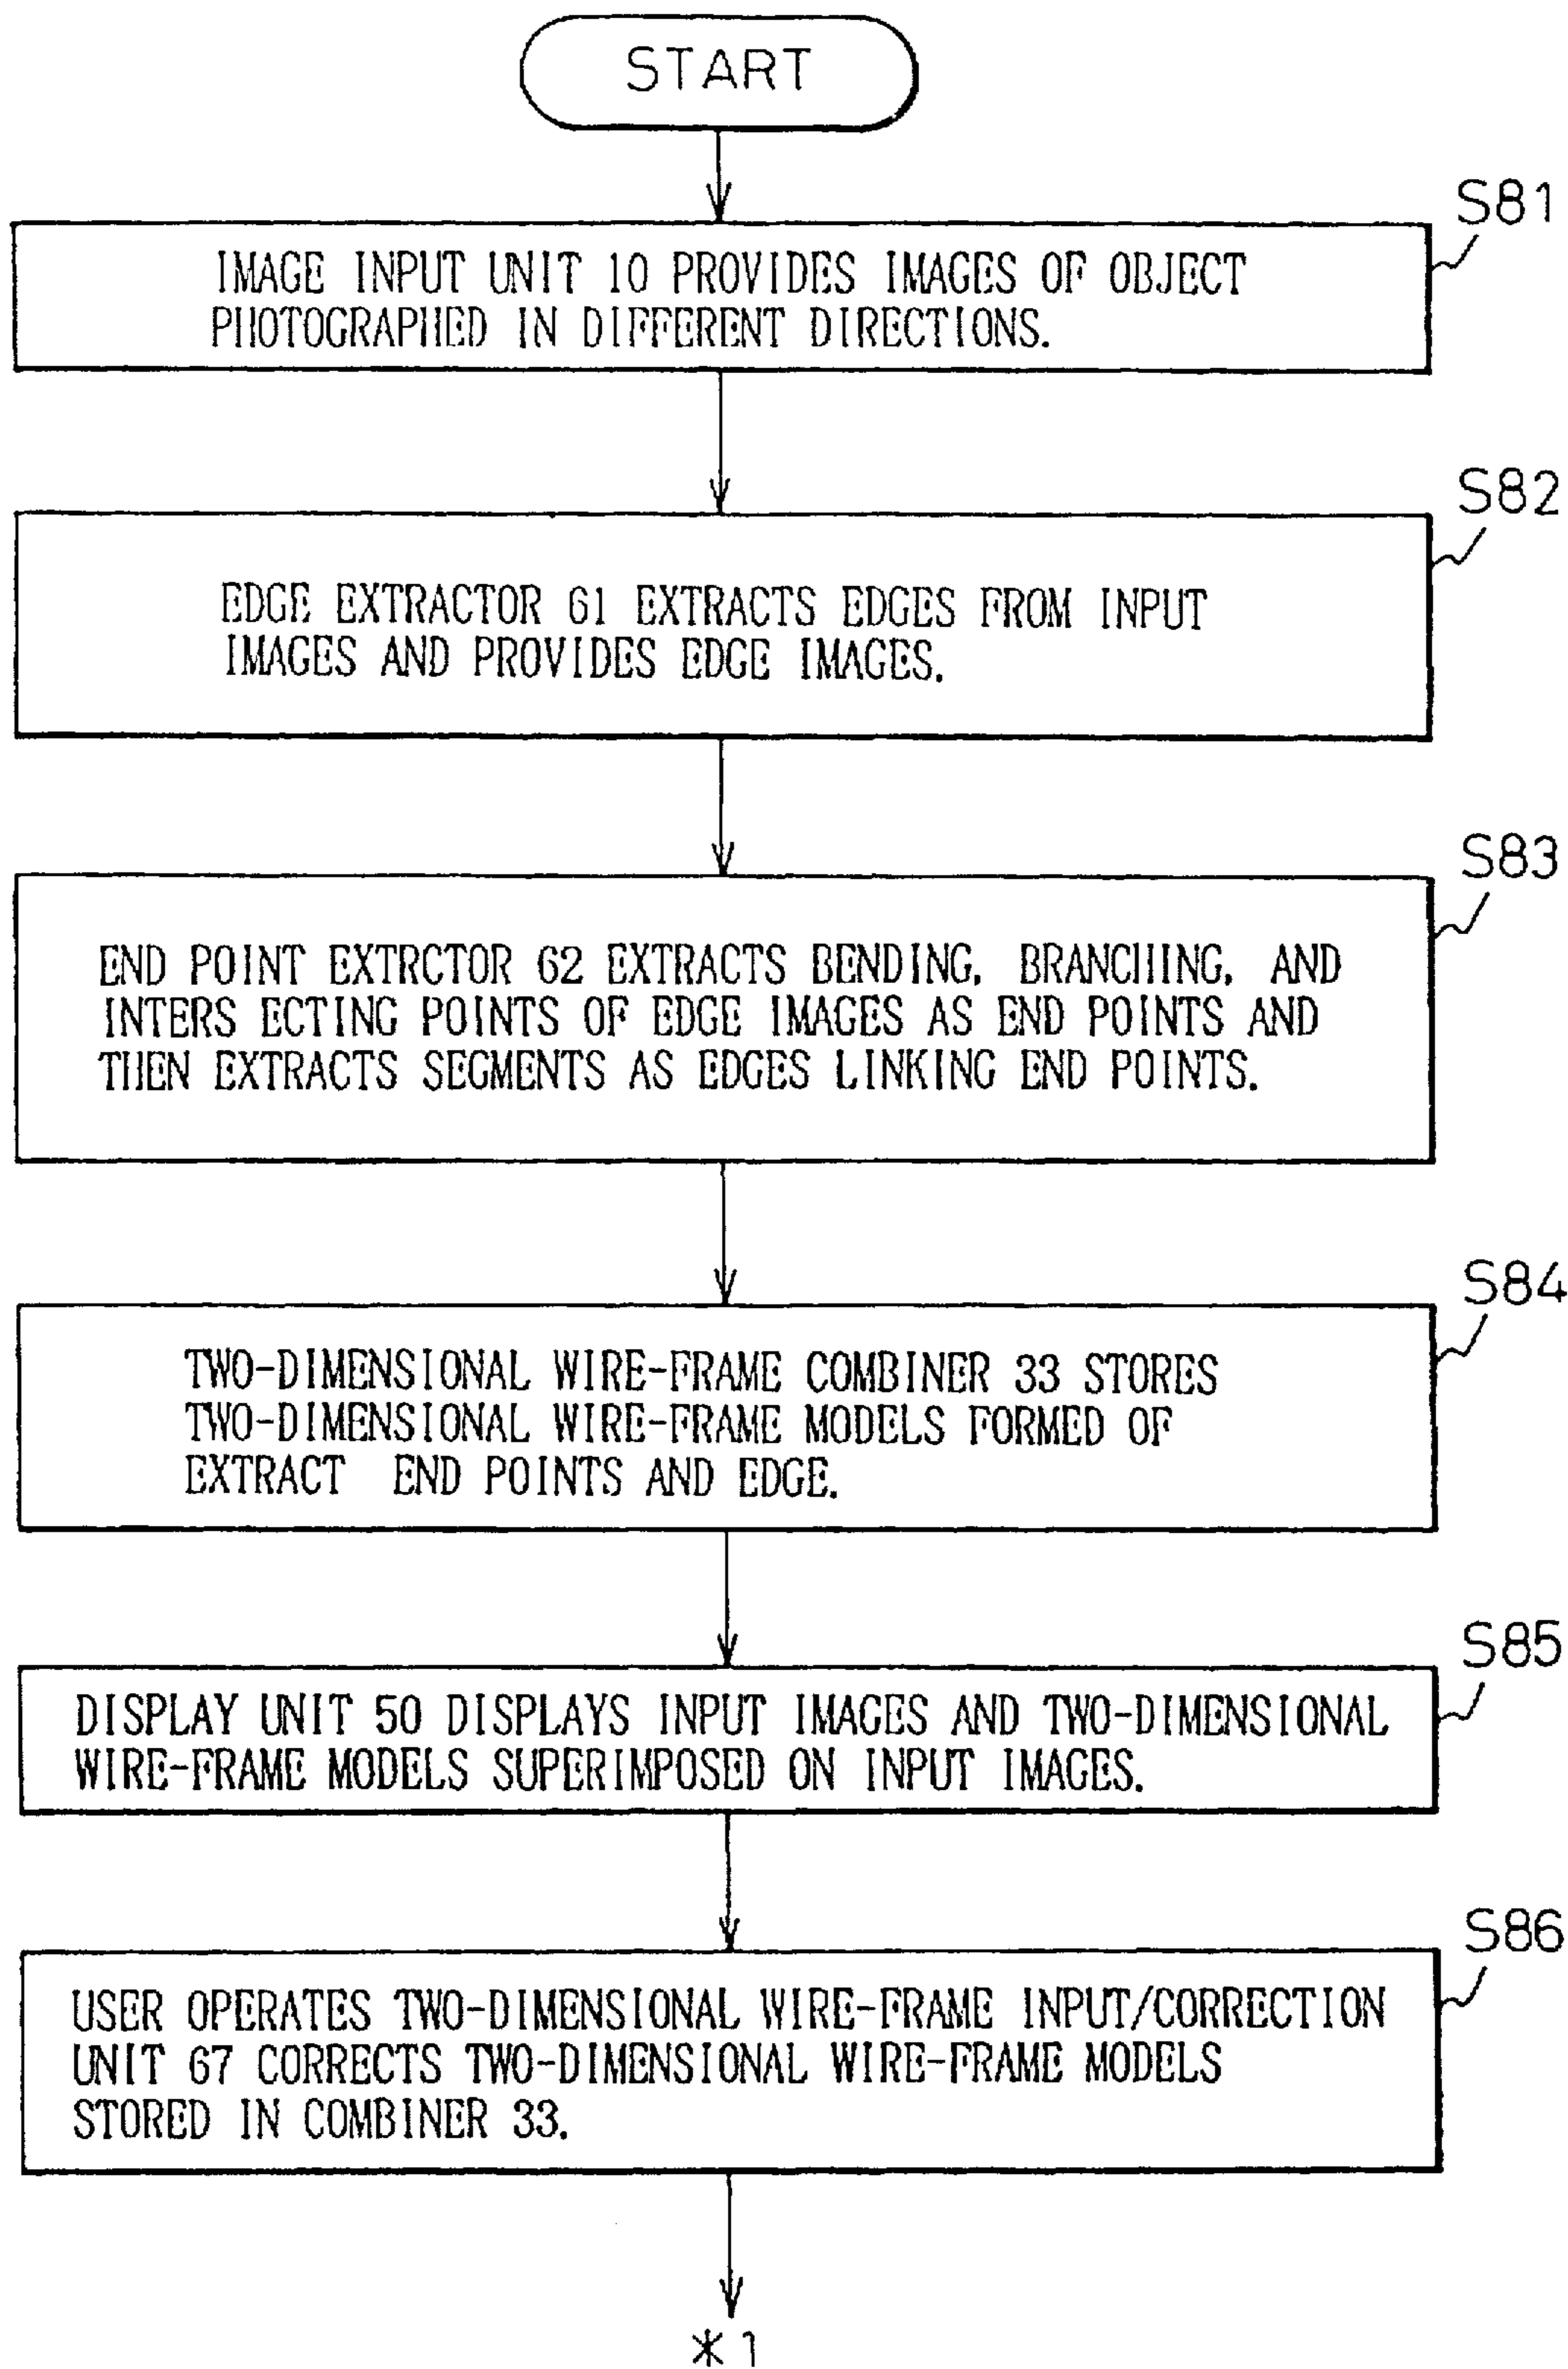 START
S81
IMAGE INPUT UNIT 10 PROVIDES IMAGES OF OBJECT
PHOTOGRAPHED IN DIFFERENT DIRECTIONS.
S82
EDGE EXTRACTOR 61 EXTRACTS EDGES FROM INPUT
IMAGES AND PROVIDES EDGE IMAGES.
S83
END POINT EXTRCTOR 62 EXTRACTS BENDING, BRANCHING, AND
INTERS ECTING POINTS OF EDGE IMAGES AS END POINTS AND
THEN EXTRACTS SEGMENTS AS EDGES LINKING END POINTS.
S84
TWO-DIMENSIONAL WIRE-FRAME COMBINER 33 STORES
TWO-DIMENSIONAL WIRE-FRAME MODELS FORMED OF
EXTRACT END POINTS AND EDGE.
S85
DISPLAY UNIT 50 DISPLAYS INPUT IMAGES AND TWO-DIMENSIONAL
WIRE-FRAME MODELS SUPERIMPOSED ON INPUT IMAGES.
S86
USER OPERATES TWO-DIMENSIONAL WIRE-FRAME INPUT/CORRECTION
UNIT 67 CORRECTS TWO-DIMENSIONAL WIRE-FRAME MODELS
STORED IN COMBINER 33.
*1